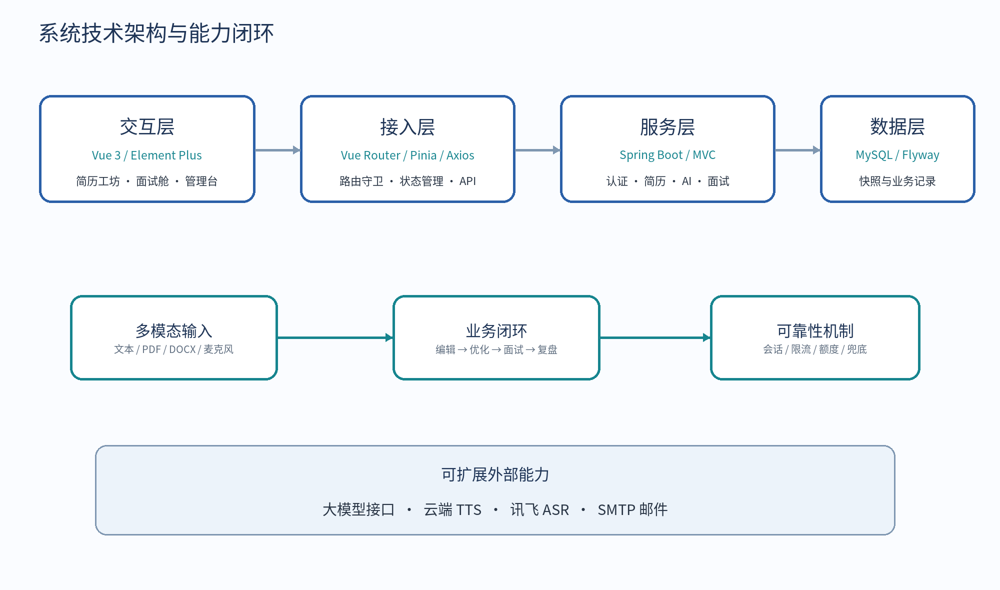 系统技术架构与能力闭环
交互层
Vue 3 / Element Plus
简历工坊 · 面试舱 · 管理台
接入层
Vue Router / Pinia / Axios
路由守卫 · 状态管理 · API
服务层
Spring Boot / MVC
认证 · 简历 · AI · 面试
数据层
MySQL / Flyway
快照与业务记录
多模态输入
文本 / PDF / DOCX / 麦克风
业务闭环
编辑 → 优化 → 面试 → 复盘
可靠性机制
会话 / 限流 / 额度 / 兜底
可扩展外部能力
大模型接口 · 云端 TTS · 讯飞 ASR · SMTP 邮件